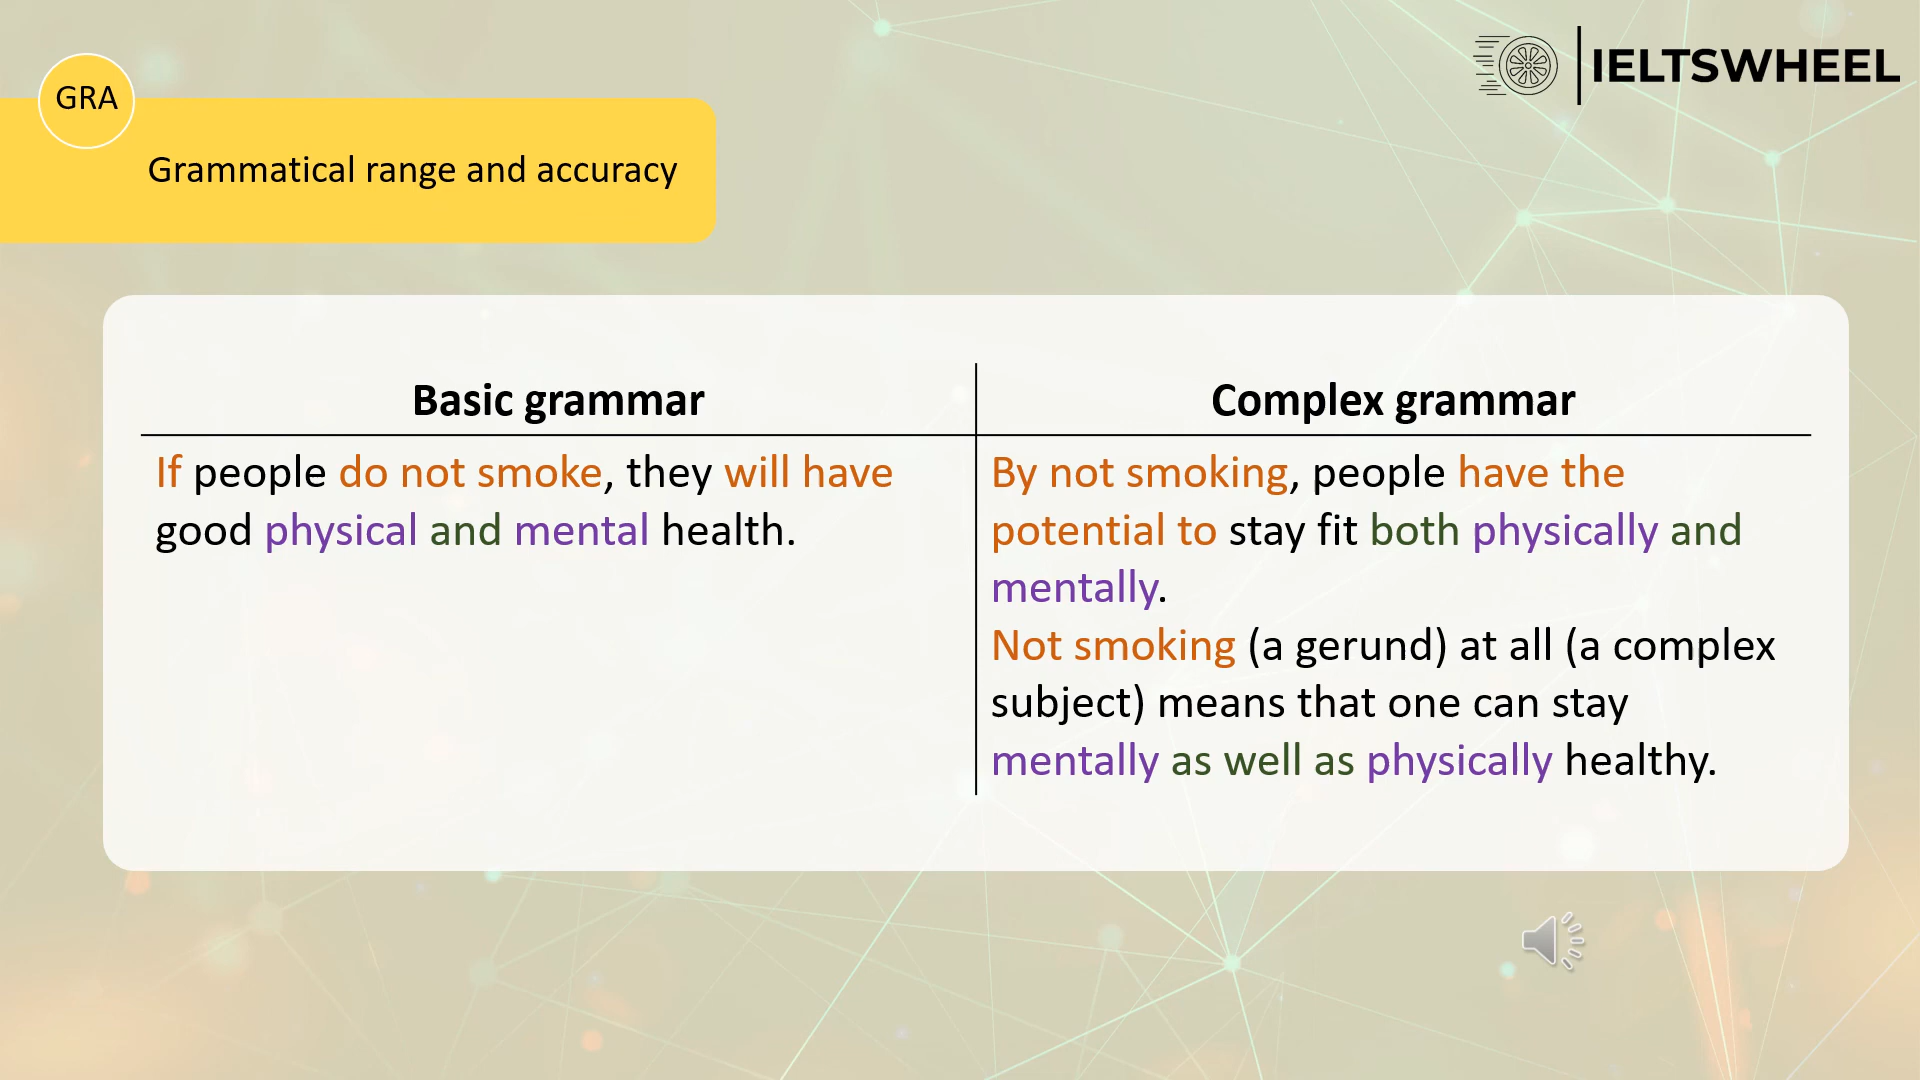 GRA
IELTSWHEEL
Grammatical range and accuracy
Basic grammar
If people do not smoke, they will have
good physical and mental health.
Complex grammar
By not smoking, people have the
potential to stay fit both physically and
mentally.
Not smoking (a gerund) at all (a complex
subject) means that one can stay
mentally as well as physically healthy.